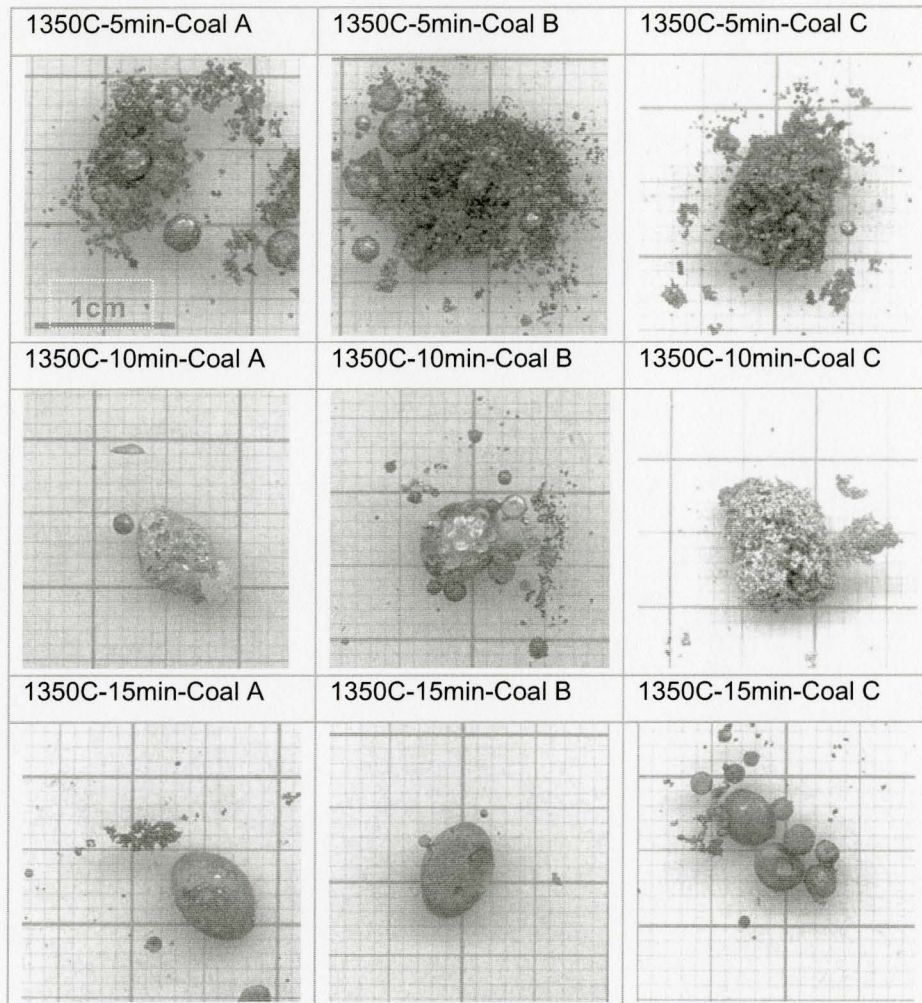 1350C-5min-Coal A
1350C-5min-Coal B
1350C-5min-Coal C
1cm
1350C-10min-Coal A
1350C-10min-Coal B
1350C-10min-Coal C
1350C-15min-Coal A
1350C-15min-Coal B
1350C-15min-Coal C